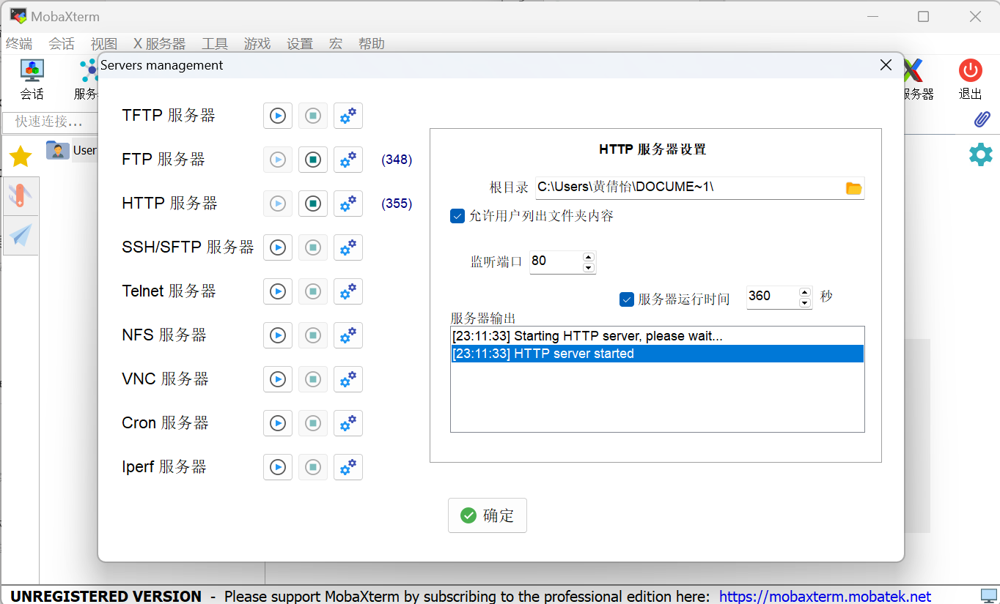 MobaXterm
终端 会话 视图 X 服务器 工具 游戏 设置 宏 帮助
Servers management
会话
服务
服务器
退出
快速连接...
User
TFTP 服务器
FTP 服务器 (348)
HTTP 服务器 (355)
SSH/SFTP 服务器
Telnet 服务器
NFS 服务器
VNC 服务器
Cron 服务器
Iperf 服务器
HTTP 服务器设置
根目录 C:\Users\黄倩怡\DOCUME~1\
允许用户列出文件夹内容
监听端口 80
服务器运行时间 360 秒
服务器输出
[23:11:33] Starting HTTP server, please wait...
[23:11:33] HTTP server started
确定
UNREGISTERED VERSION - Please support MobaXterm by subscribing to the professional edition here: https://mobaxterm.mobatek.net